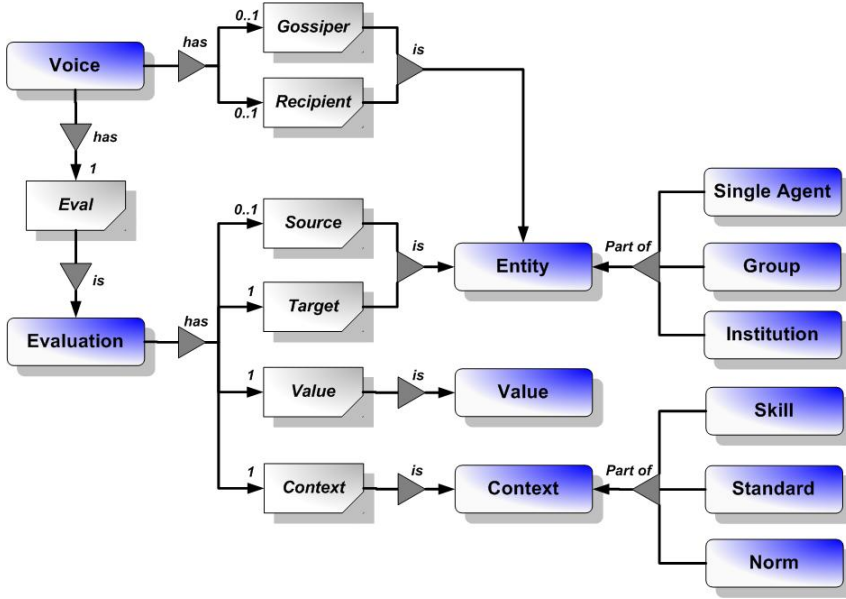 0..1
Gossiper
has
is
Voice
0..1
Recipient
has
1
Eval
is
0..1
Source
is
Single Agent
Entity
Part of
Group
1
Target
Institution
Evaluation
has
1
Value
is
Value
Skill
1
Context
is
Context
Part of
Standard
Norm